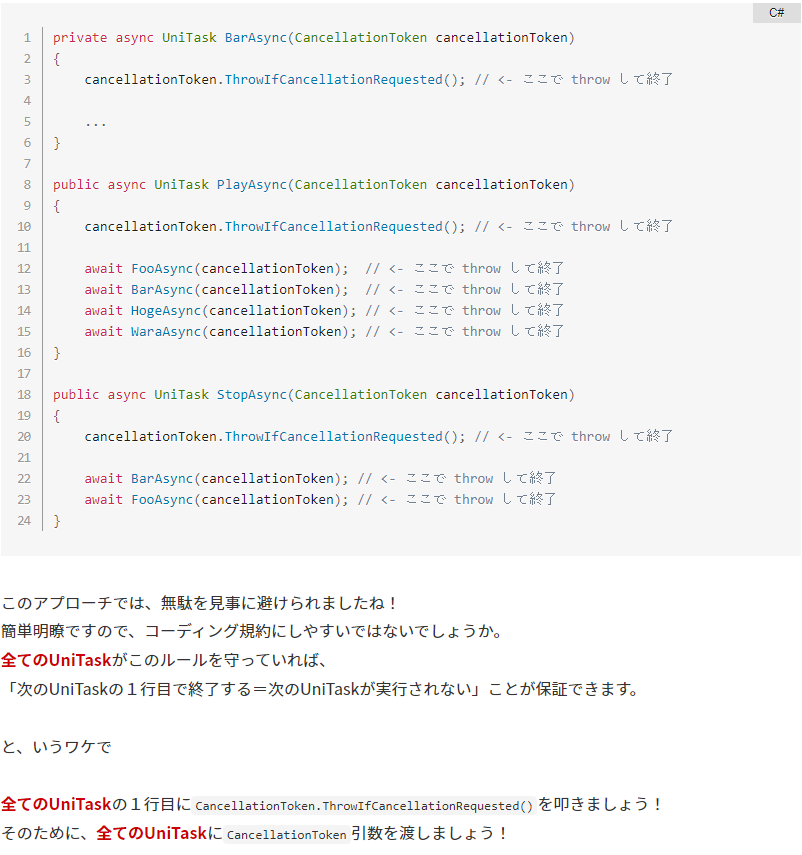 C#
1 private async UniTask BarAsync(CancellationToken cancellationToken)
2 {
3     cancellationToken.ThrowIfCancellationRequested(); // <- ここで throw して終了
4
5     ...
6 }
7
8 public async UniTask PlayAsync(CancellationToken cancellationToken)
9 {
10     cancellationToken.ThrowIfCancellationRequested(); // <- ここで throw して終了
11
12     await FooAsync(cancellationToken);  // <- ここで throw して終了
13     await BarAsync(cancellationToken);  // <- ここで throw して終了
14     await HogeAsync(cancellationToken); // <- ここで throw して終了
15     await WaraAsync(cancellationToken); // <- ここで throw して終了
16 }
17
18 public async UniTask StopAsync(CancellationToken cancellationToken)
19 {
20     cancellationToken.ThrowIfCancellationRequested(); // <- ここで throw して終了
21
22     await BarAsync(cancellationToken); // <- ここで throw して終了
23     await FooAsync(cancellationToken); // <- ここで throw して終了
24 }
このアプローチでは、無駄を見事に避けられましたね！
簡単明瞭ですので、コーディング規約にしやすいではないでしょうか。
全てのUniTaskがこのルールを守っていれば、
「次のUniTaskの１行目で終了する＝次のUniTaskが実行されない」ことが保証できます。
と、いうワケで
全てのUniTaskの１行目に CancellationToken.ThrowIfCancellationRequested() を叩きましょう！
そのために、全てのUniTaskに CancellationToken 引数を渡しましょう！